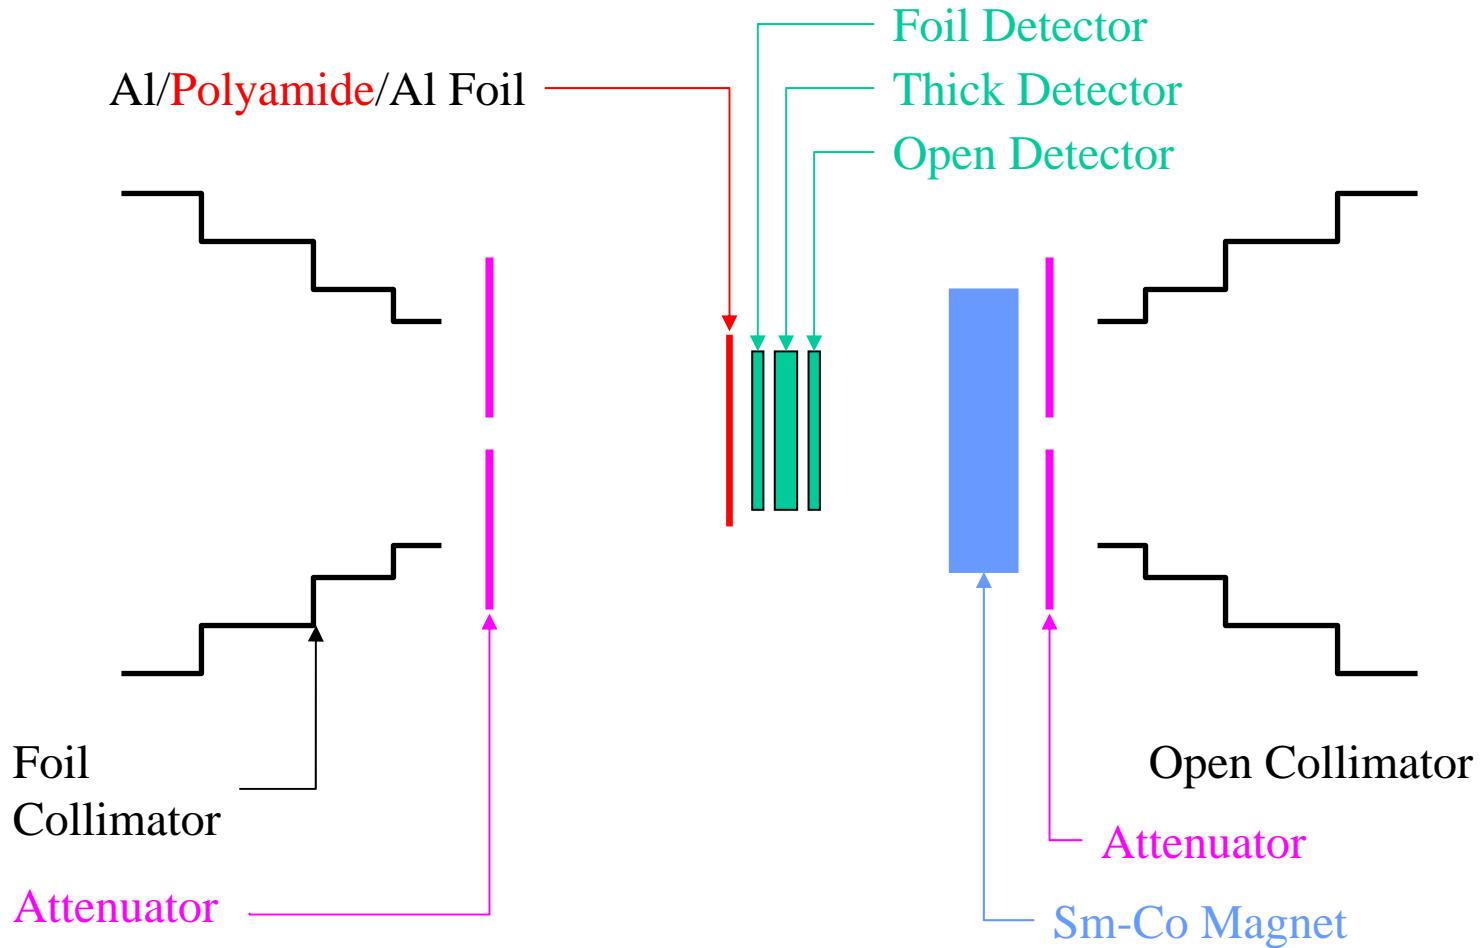 Foil Detector
Al/Polyamide/Al Foil
Thick Detector
Open Detector
Foil
Collimator
Open Collimator
Attenuator
Attenuator
Sm-Co Magnet